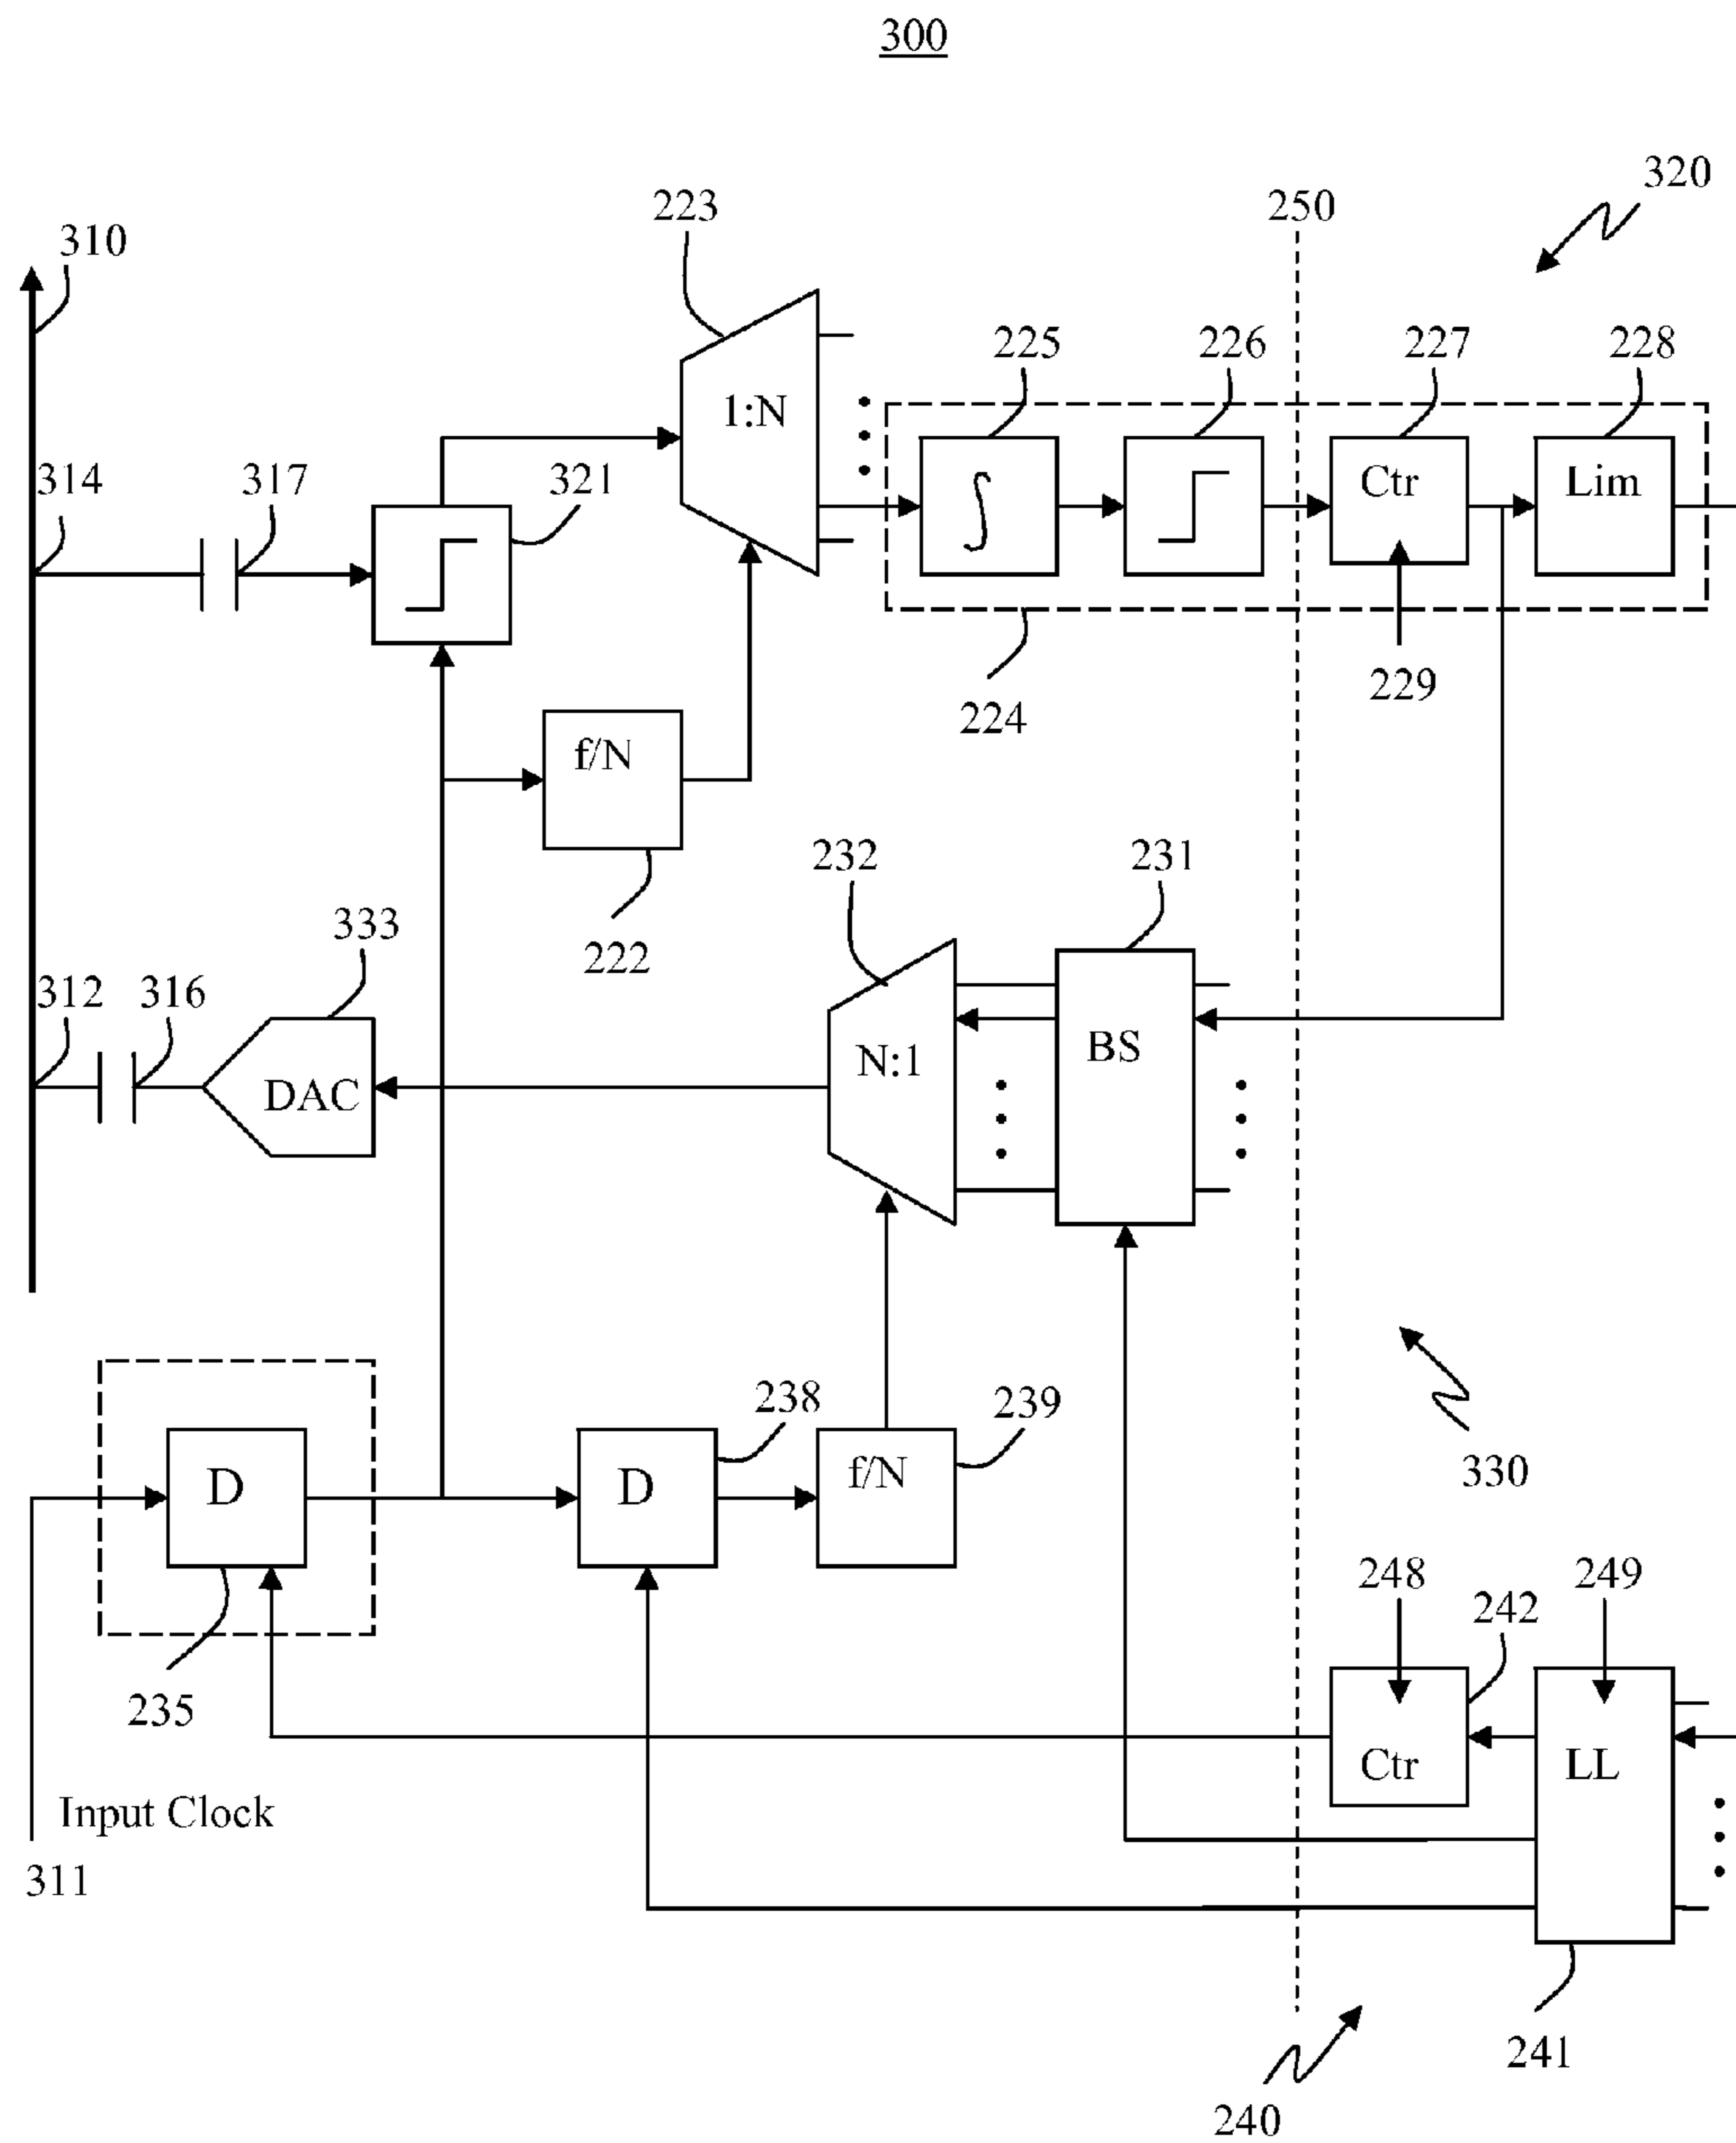 300
320
223
250
310
225
226
227
228
1:N
314
317
321
Ctr
Lim
229
224
f/N
232
231
333
222
312
316
BS
N:1
DAC
238
239
D
D
f/N
330
248
249
242
235
Ctr
LL
Input Clock
311
241
240